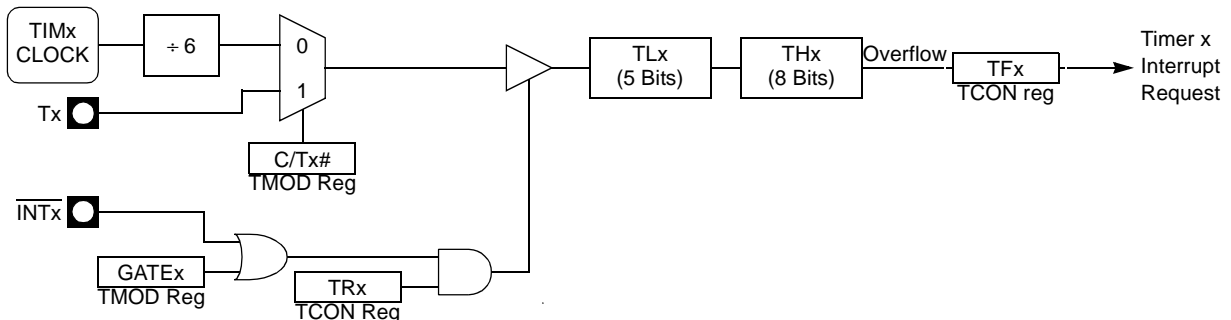 TIMx
CLOCK
÷ 6
0
1
Tx
C/Tx#
TMOD Reg
TLx
(5 Bits)
THx
(8 Bits)
Overflow
TFx
TCON reg
Timer x
Interrupt
Request
INTx
GATEx
TMOD Reg
TRx
TCON Reg